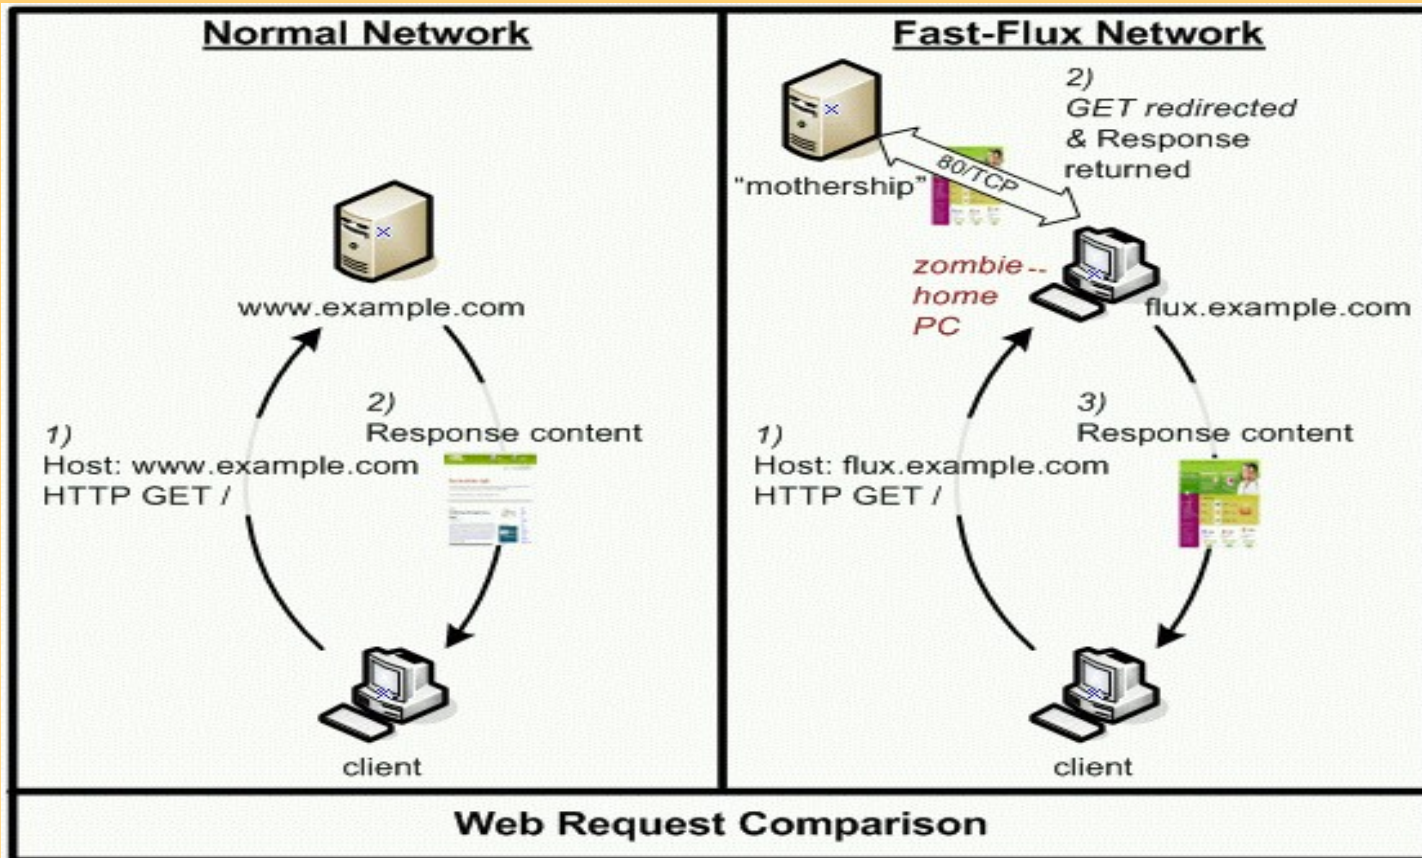 Normal Network
www.example.com
1)
Host: www.example.com
HTTP GET /
2)
Response content
client
Fast-Flux Network
"mothership"
80/TCP
2)
GET redirected
& Response
returned
zombie--
home
PC
flux.example.com
1)
Host: flux.example.com
HTTP GET /
3)
Response content
client
Web Request Comparison